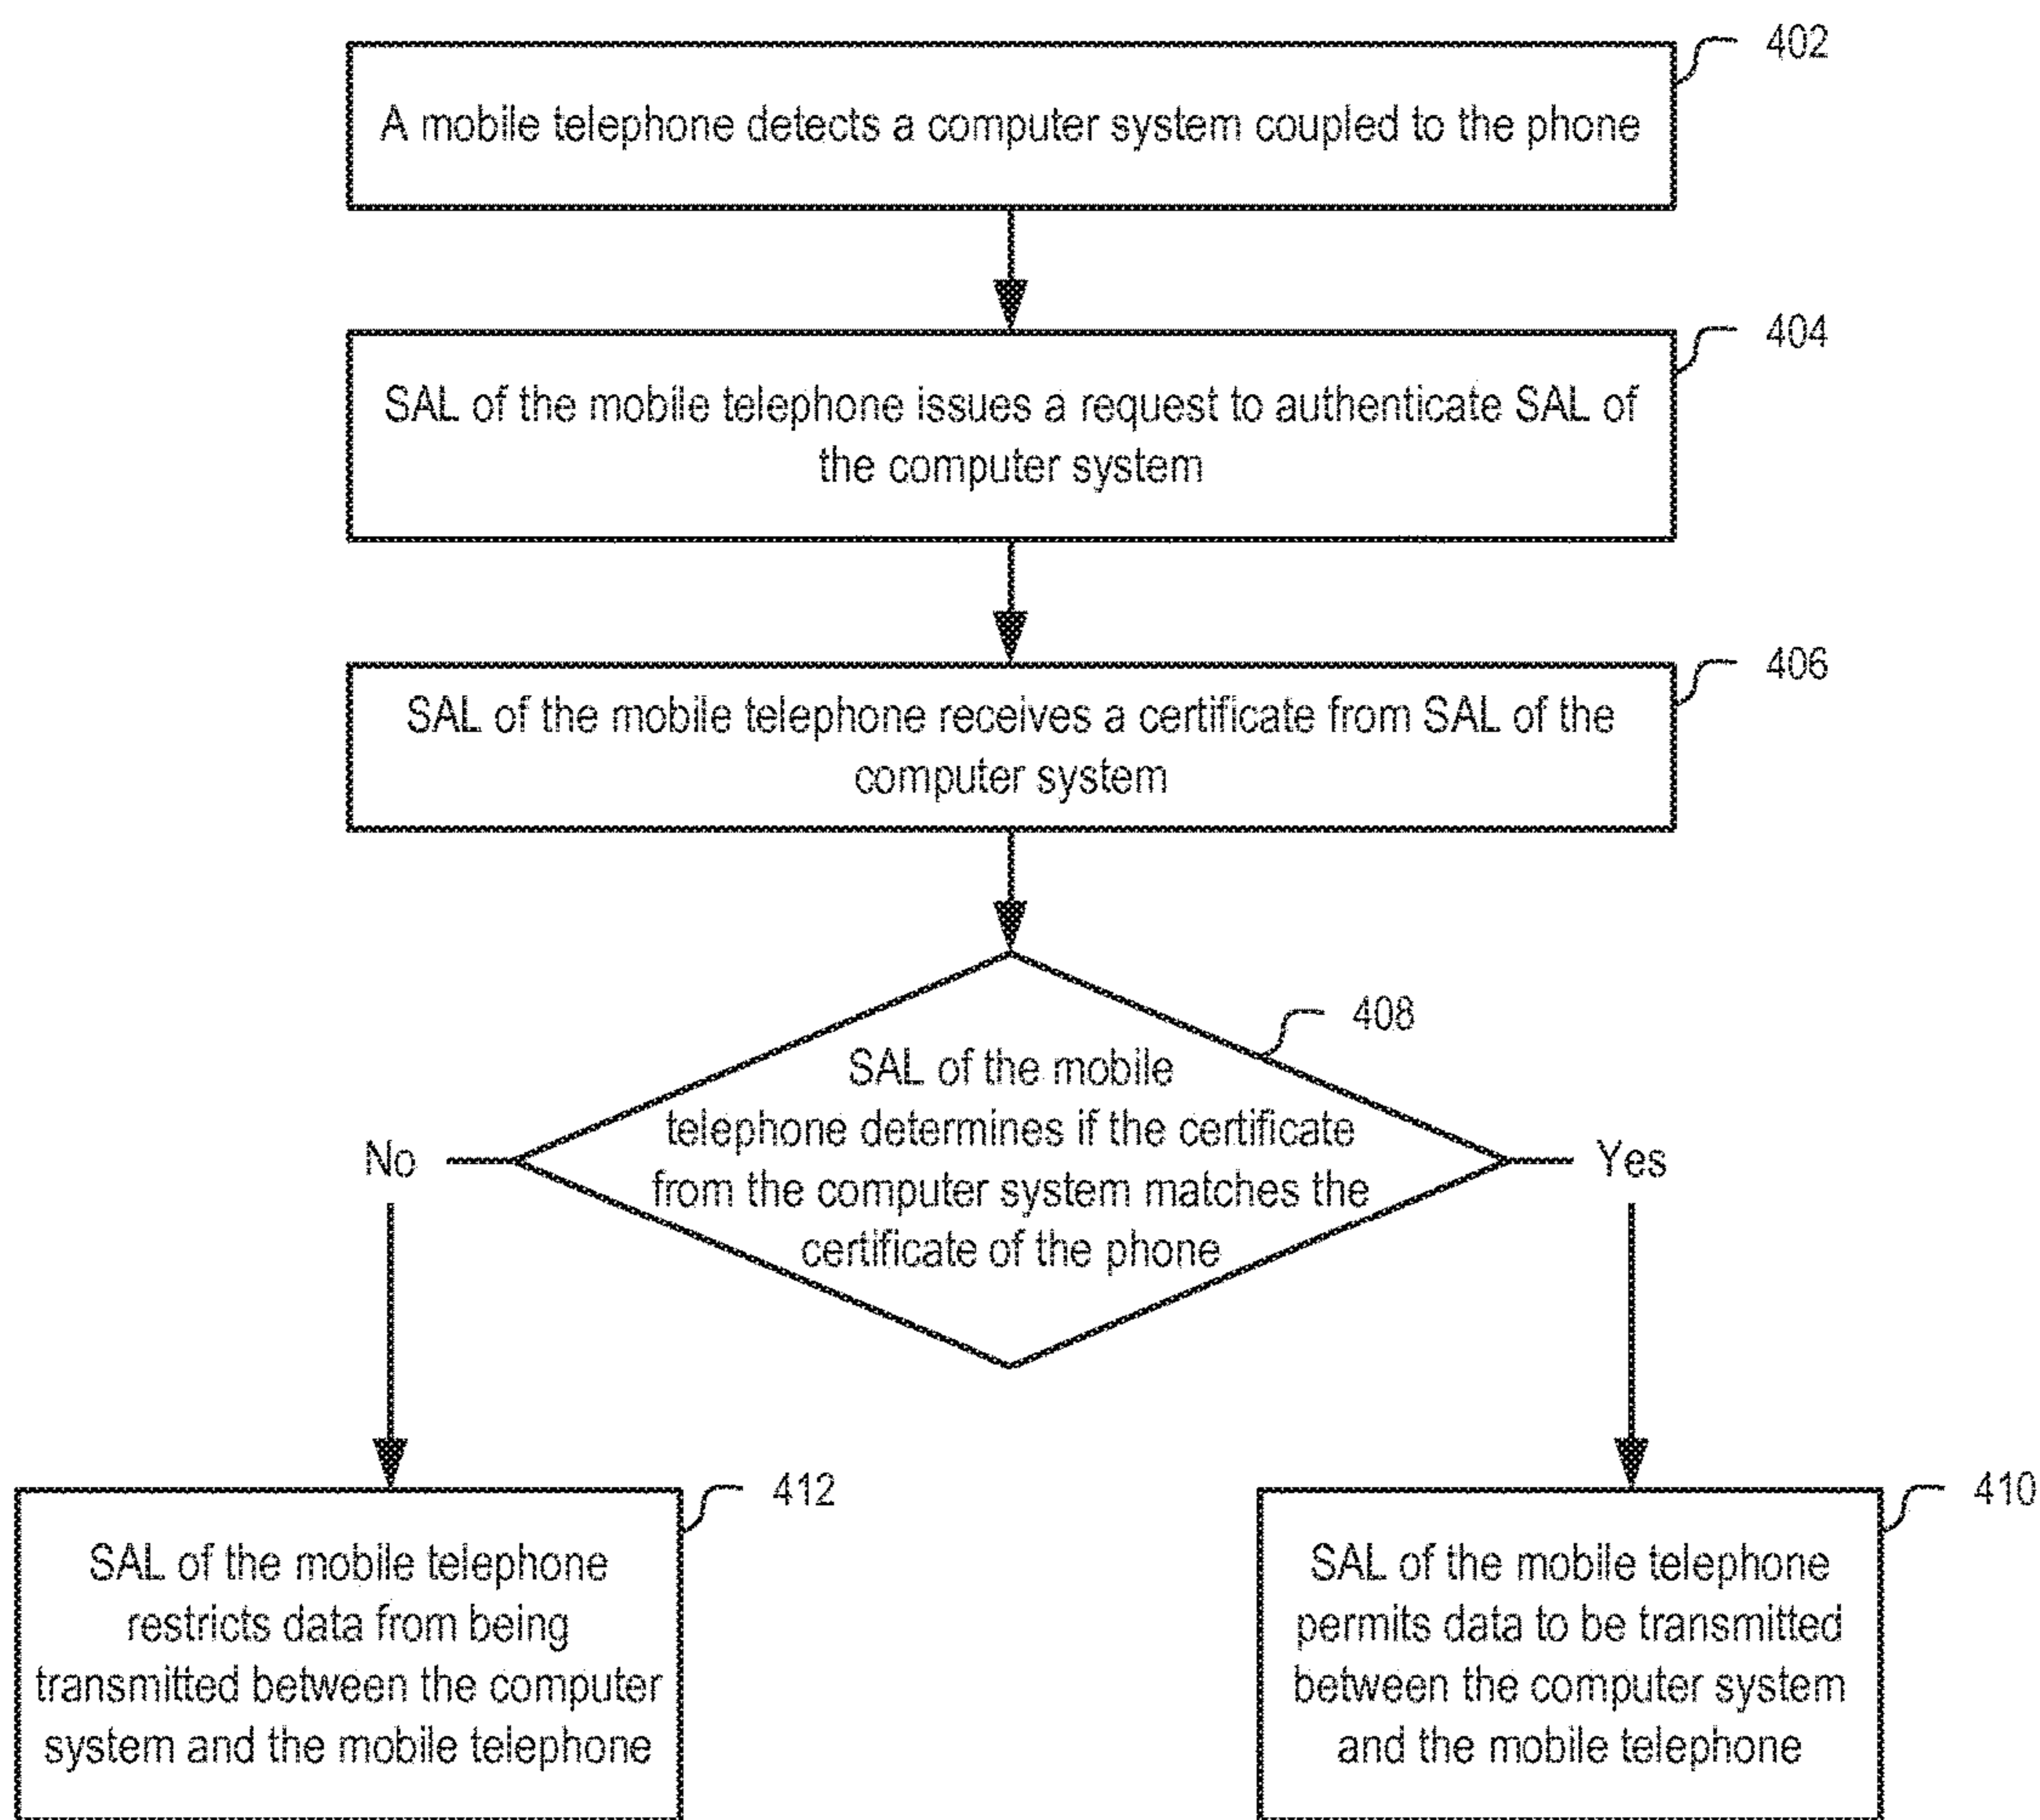 402
A mobile telephone detects a computer system coupled to the phone
404
SAL of the mobile telephone issues a request to authenticate SAL of
the computer system
406
SAL of the mobile telephone receives a certificate from SAL of the
computer system
408
SAL of the mobile
telephone determines if the certificate
from the computer system matches the
certificate of the phone
No
Yes
412
SAL of the mobile telephone
restricts data from being
transmitted between the computer
system and the mobile telephone
410
SAL of the mobile telephone
permits data to be transmitted
between the computer system
and the mobile telephone